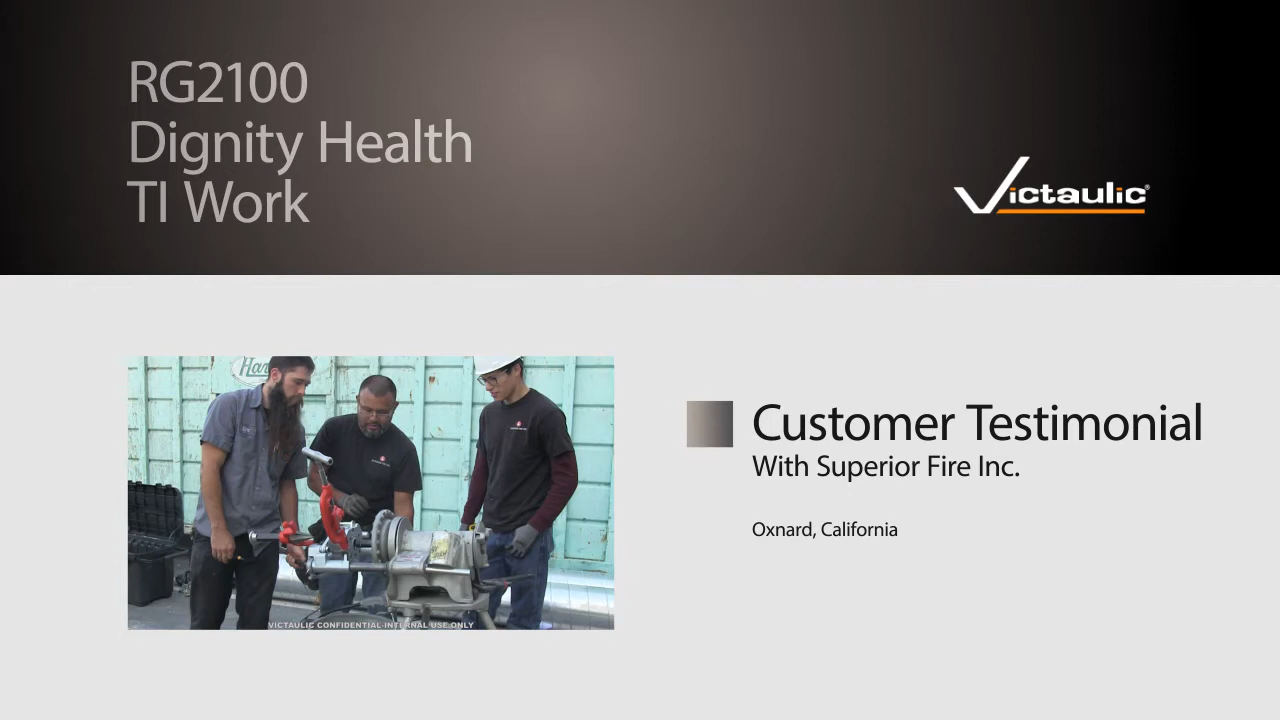 RG2100
Dignity Health
TI Work
Victaulic®
Customer Testimonial
With Superior Fire Inc.
Oxnard, California
VICTAULIC CONFIDENTIAL-INTERNAL USE ONLY